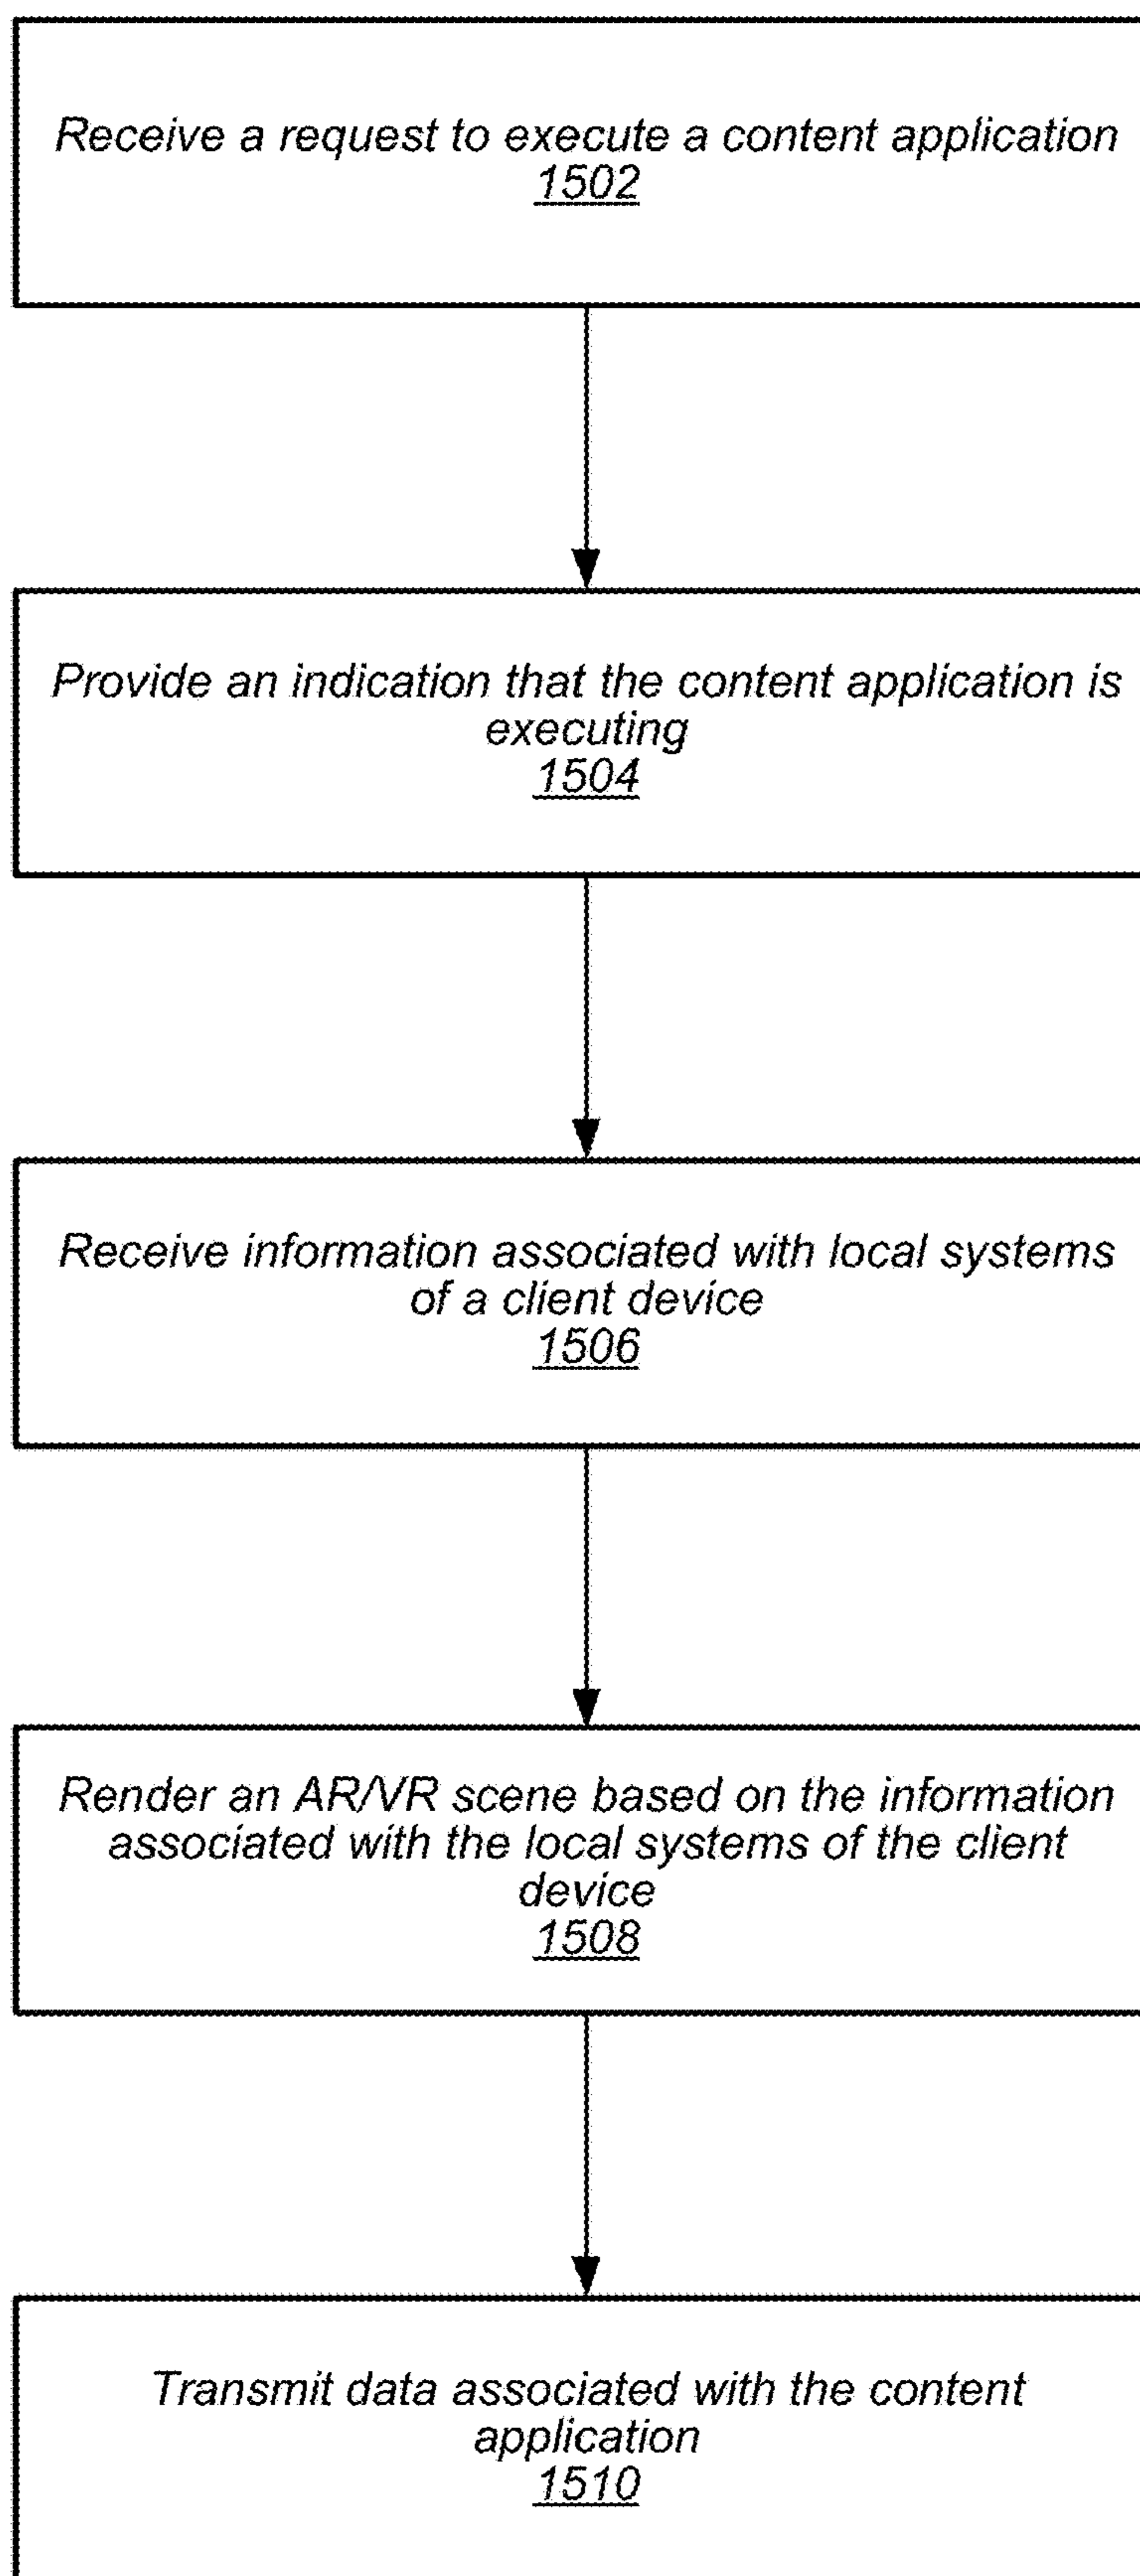 Receive a request to execute a content application
1502
Provide an indication that the content application is
executing
1504
Receive information associated with local systems
of a client device
1506
Render an AR/VR scene based on the information
associated with the local systems of the client
device
1508
Transmit data associated with the content
application
1510